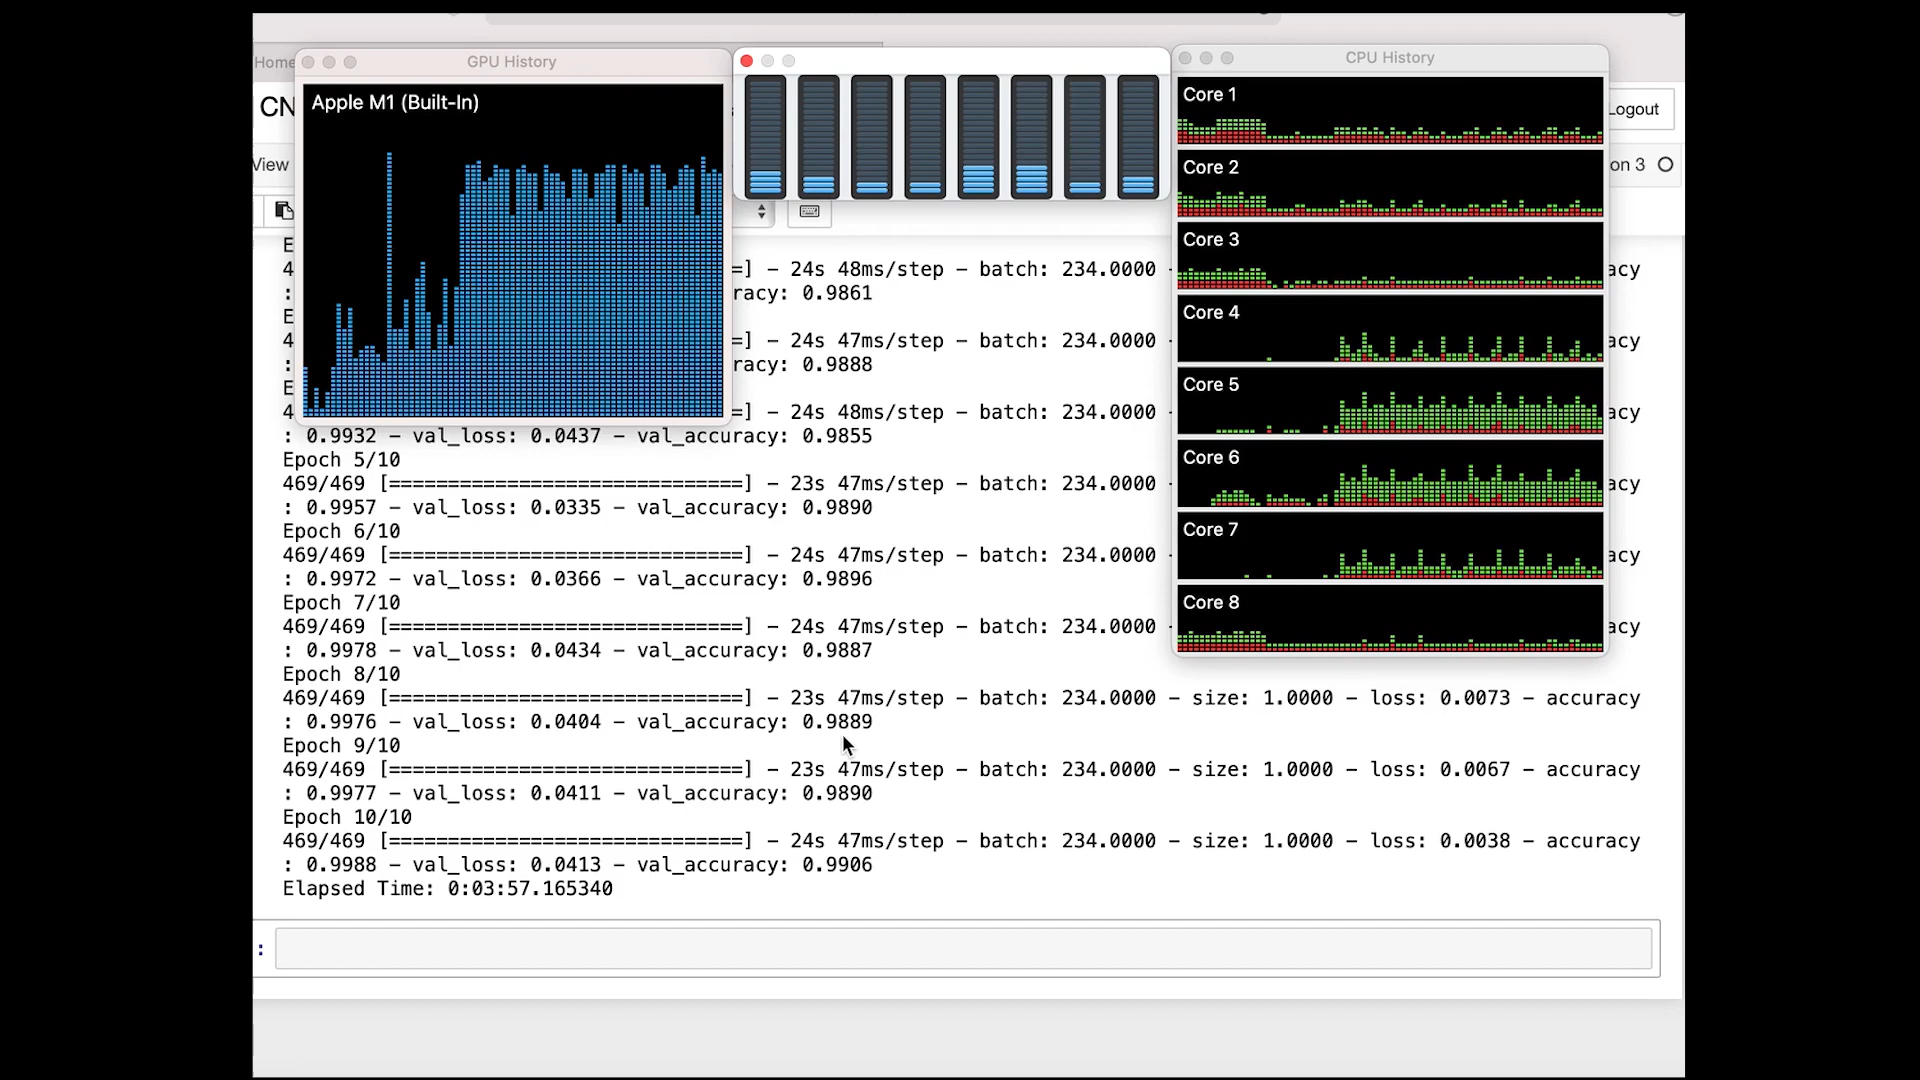 Home
GPU History
CPU History
CN
Apple M1 (Built-In)
Core 1
Logout
View
on 3
Core 2
Core 3
Core 4
Core 5
Core 6
Core 7
Core 8
E
4 =] - 24s 48ms/step - batch: 234.0000 - acy
: racy: 0.9861
E
4 =] - 24s 47ms/step - batch: 234.0000 - acy
: racy: 0.9888
E
4 =] - 24s 48ms/step - batch: 234.0000 - acy
: 0.9932 - val_loss: 0.0437 - val_accuracy: 0.9855
Epoch 5/10
469/469 [==============================] - 23s 47ms/step - batch: 234.0000 - acy
: 0.9957 - val_loss: 0.0335 - val_accuracy: 0.9890
Epoch 6/10
469/469 [==============================] - 24s 47ms/step - batch: 234.0000 - acy
: 0.9972 - val_loss: 0.0366 - val_accuracy: 0.9896
Epoch 7/10
469/469 [==============================] - 24s 47ms/step - batch: 234.0000 - acy
: 0.9978 - val_loss: 0.0434 - val_accuracy: 0.9887
Epoch 8/10
469/469 [==============================] - 23s 47ms/step - batch: 234.0000 - size: 1.0000 - loss: 0.0073 - accuracy
: 0.9976 - val_loss: 0.0404 - val_accuracy: 0.9889
Epoch 9/10
469/469 [==============================] - 23s 47ms/step - batch: 234.0000 - size: 1.0000 - loss: 0.0067 - accuracy
: 0.9977 - val_loss: 0.0411 - val_accuracy: 0.9890
Epoch 10/10
469/469 [==============================] - 24s 47ms/step - batch: 234.0000 - size: 1.0000 - loss: 0.0038 - accuracy
: 0.9988 - val_loss: 0.0413 - val_accuracy: 0.9906
Elapsed Time: 0:03:57.165340
: